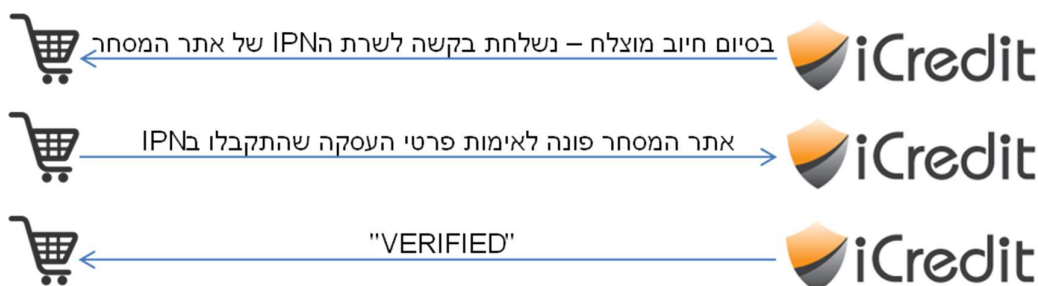 בסיום חיוב מוצלח – נשלחת בקשה לשרת הIPN של אתר המסחר
iCredit
אתר המסחר פונה לאימות פרטי העסקה שהתקבלו בIPN
iCredit
"VERIFIED"
iCredit